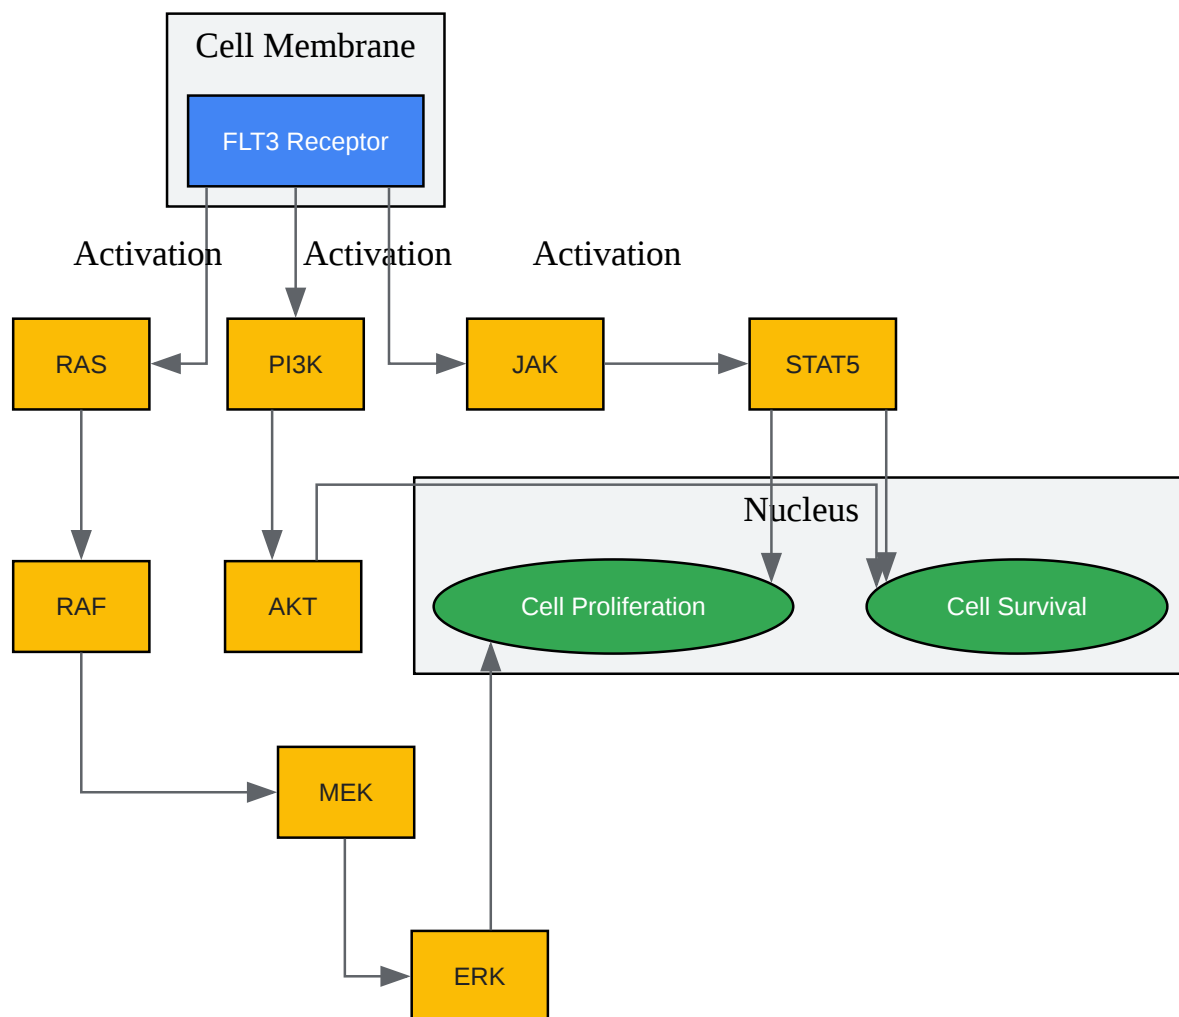 Cell Membrane
FLT3 Receptor
Activation
Activation
Activation
RAS
PI3K
JAK
STAT5
Nucleus
RAF
AKT
Cell Proliferation
Cell Survival
MEK
ERK